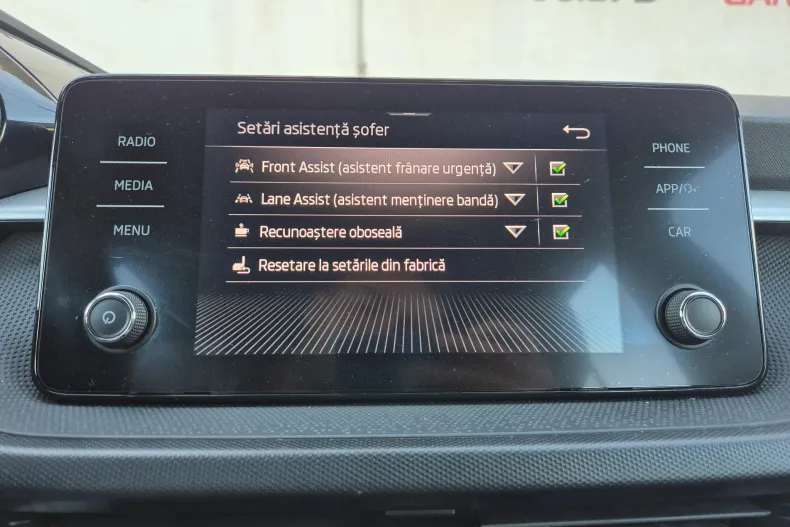 Setări asistență șofer
RADIO
MEDIA
MENU
Front Assist (asistent frânare urgență)
Lane Assist (asistent menținere bandă)
Recunoaștere oboseală
Resetare la setările din fabrică
PHONE
APP/
CAR